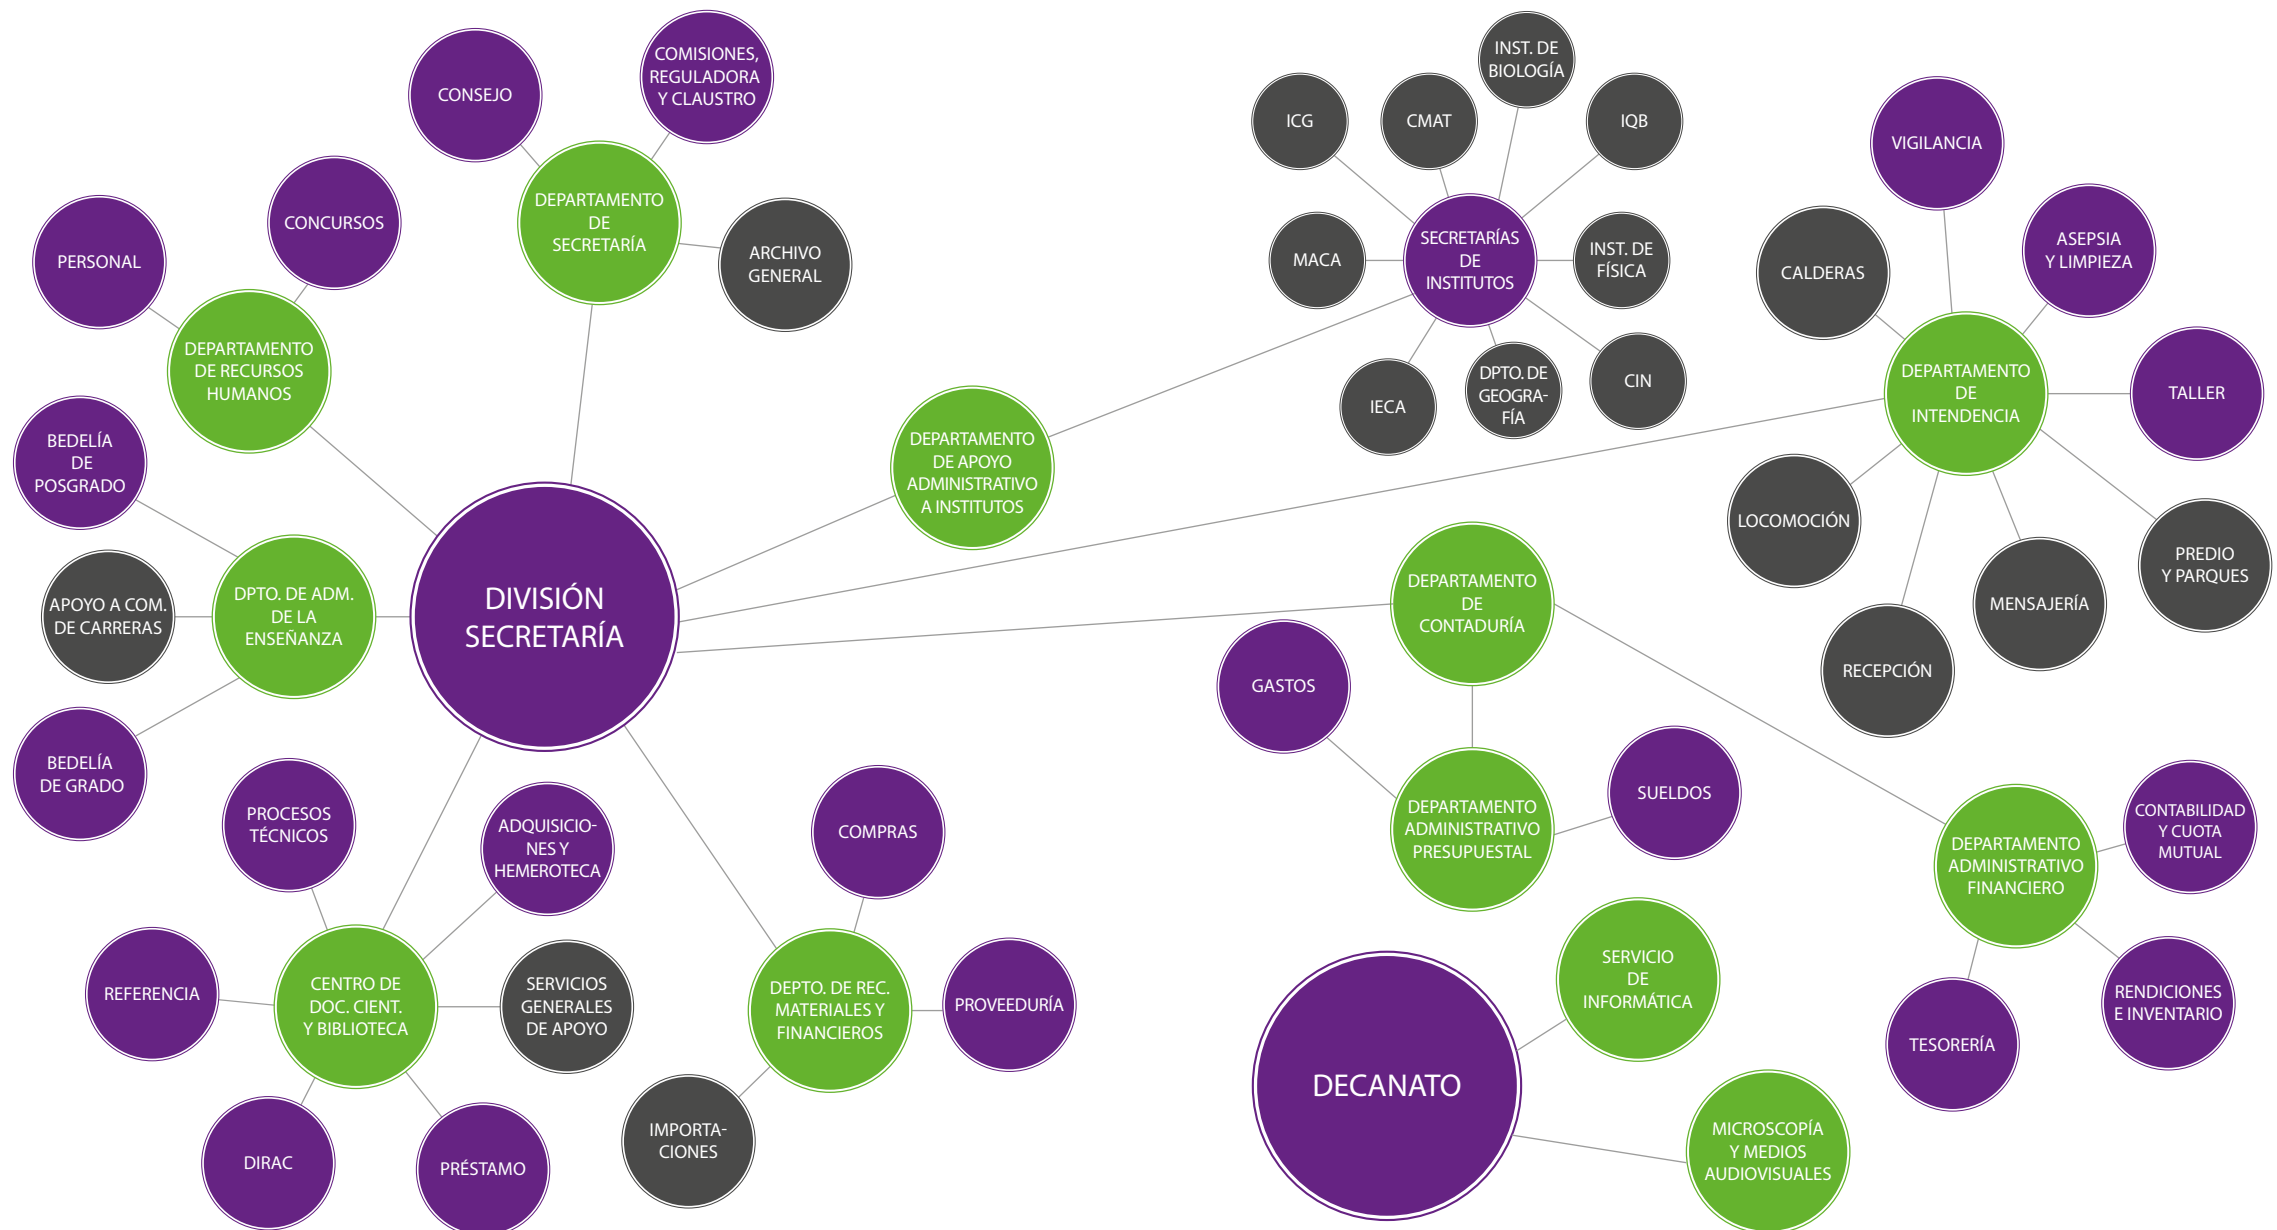 COMISIONES,
REGULADORA
Y CLAUSTRO
CONSEJO
DEPARTAMENTO
DE
SECRETARÍA
ARCHIVO
GENERAL
CONCURSOS
PERSONAL
DEPARTAMENTO
DE RECURSOS
HUMANOS
BEDELÍA
DE
POSGRADO
APOYO A COM.
DE CARRERAS
DPTO. DE ADM.
DE LA
ENSEÑANZA
BEDELÍA
DE GRADO
DIVISIÓN
SECRETARÍA
PROCESOS
TÉCNICOS
ADQUISICIO-
NES Y
HEMEROTECA
REFERENCIA
CENTRO DE
DOC. CIENT.
Y BIBLIOTECA
SERVICIOS
GENERALES
DE APOYO
DIRAC
PRÉSTAMO
COMPRAS
DEPTO. DE REC.
MATERIALES Y
FINANCIEROS
PROVEEDURÍA
IMPORTA-
CIONES
DEPARTAMENTO
DE APOYO
ADMINISTRATIVO
A INSTITUTOS
INST. DE
BIOLOGÍA
ICG
CMAT
IQB
MACA
SECRETARÍAS
DE
INSTITUTOS
INST. DE
FÍSICA
IECA
DPTO. DE
GEOGRA-
FÍA
CIN
VIGILANCIA
ASEPSIA
Y LIMPIEZA
CALDERAS
DEPARTAMENTO
DE
INTENDENCIA
TALLER
LOCOMOCIÓN
PREDIO
Y PARQUES
MENSAJERÍA
RECEPCIÓN
DEPARTAMENTO
DE
CONTADURÍA
GASTOS
DEPARTAMENTO
ADMINISTRATIVO
PRESUPUESTAL
SUELDOS
CONTABILIDAD
Y CUOTA
MUTUAL
DEPARTAMENTO
ADMINISTRATIVO
FINANCIERO
RENDICIONES
E INVENTARIO
TESORERÍA
SERVICIO
DE
INFORMÁTICA
DECANATO
MICROSCOPÍA
Y MEDIOS
AUDIOVISUALES